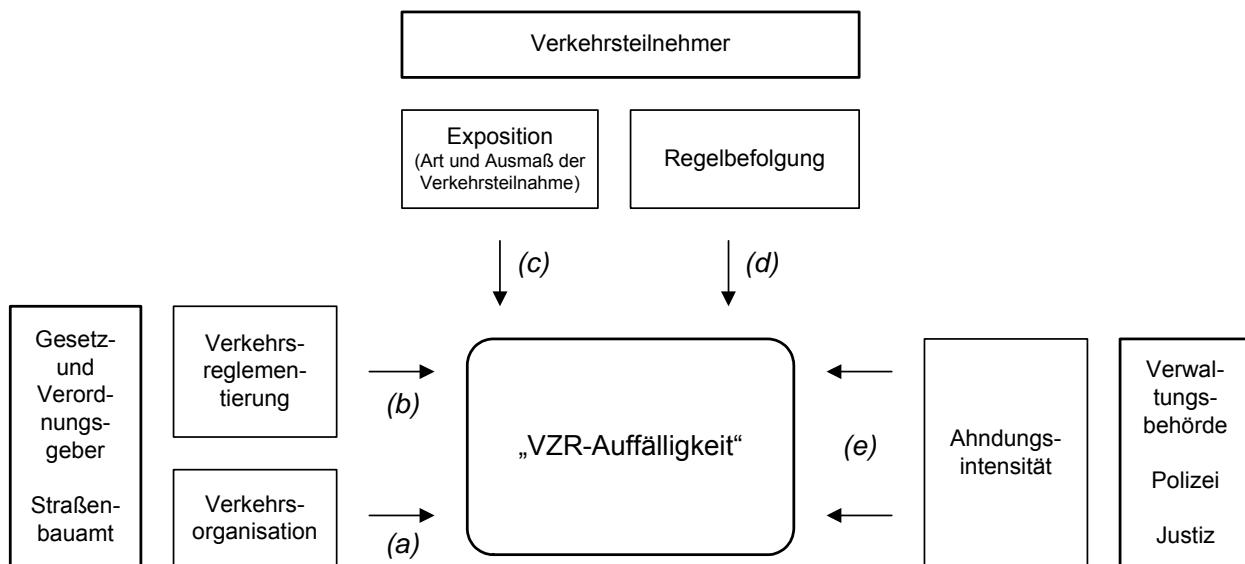 Verkehrsteilnehmer
Exposition
(Art und Ausmaß der
Verkehrsteilnahme)
Regelbefolgung
(c)
(d)
Gesetz-
und
Verord-
nungs-
geber
Straßen-
bauamt
Verkehrs-
reglemen-
tierung
(b)
Verkehrs-
organisation
(a)
„VZR-Auffälligkeit“
(e)
Ahndungs-
intensität
Verwal-
tungs-
behörde
Polizei
Justiz